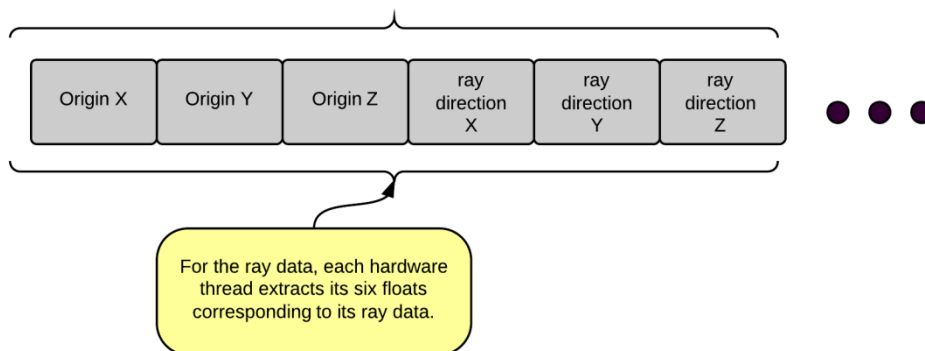 Origin X
Origin Y
Origin Z
ray
direction
X
ray
direction
Y
ray
direction
Z
For the ray data, each hardware
thread extracts its six floats
corresponding to its ray data.